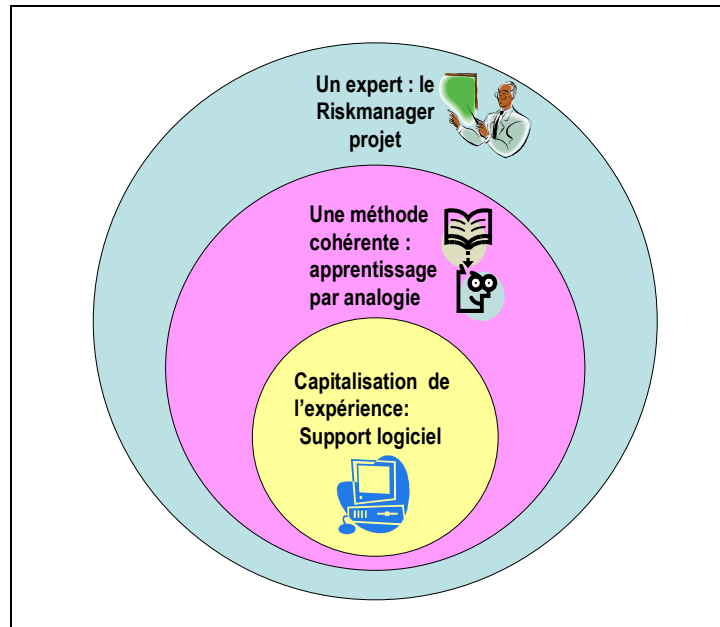 Un expert : le
Riskmanager
projet
Une méthode
cohérente :
apprentissage
par analogie
Capitalisation de
l’expérience:
Support logiciel